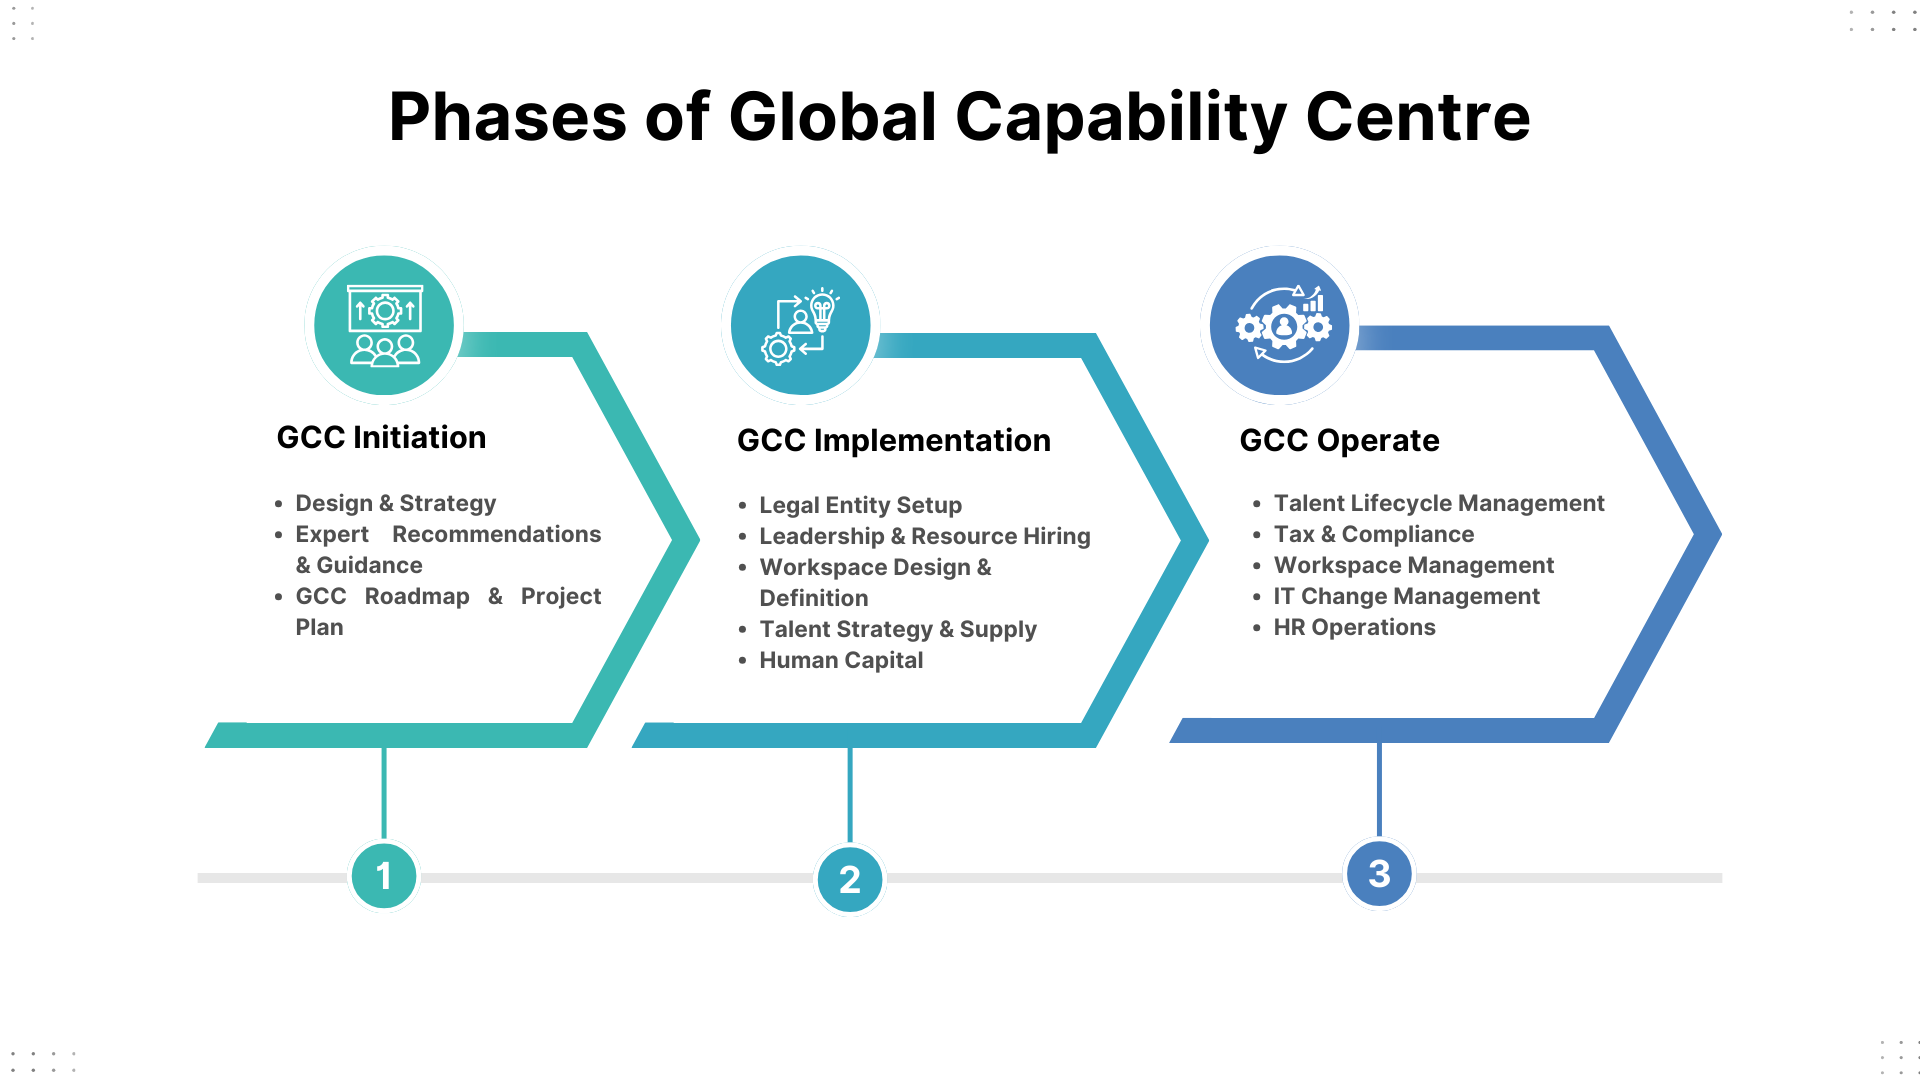 Phases of Global Capability Centre
GCC Initiation
• Design & Strategy
• Expert Recommendations
& Guidance
• GCC Roadmap & Project
Plan
GCC Implementation
• Legal Entity Setup
• Leadership & Resource Hiring
• Workspace Design &
Definition
• Talent Strategy & Supply
• Human Capital
GCC Operate
• Talent Lifecycle Management
• Tax & Compliance
• Workspace Management
• IT Change Management
• HR Operations
1
2
3